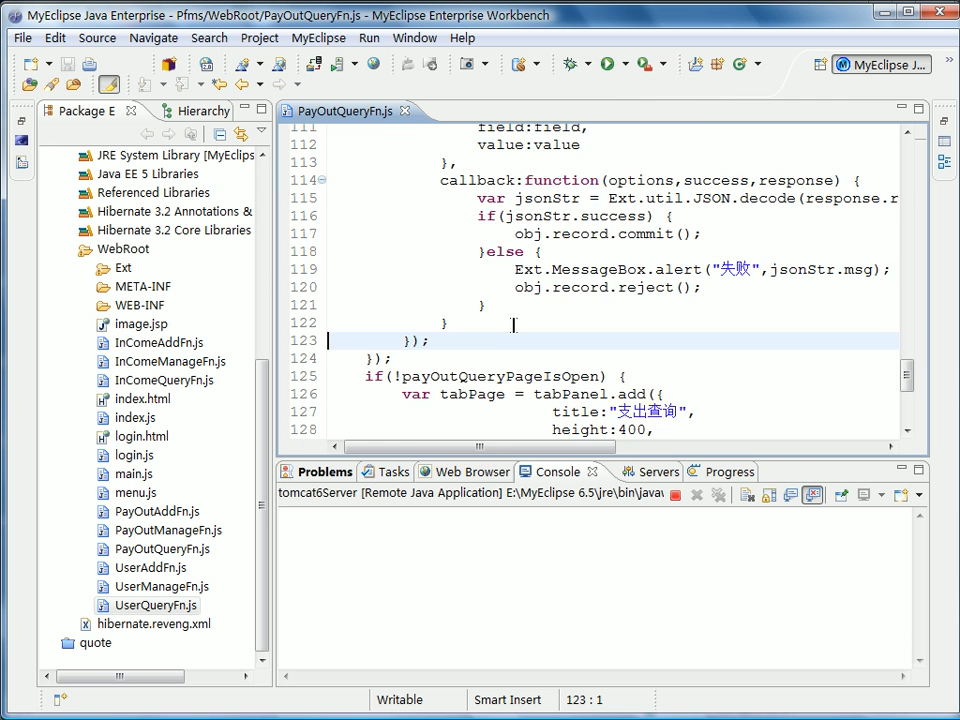 MyEclipse Java Enterprise - Pfms/WebRoot/PayOutQueryFn.js - MyEclipse Enterprise Workbench
File Edit Source Navigate Search Project MyEclipse Run Window Help
MyEclipse J...
Package E
Hierarchy
JRE System Library [MyEclips
Java EE 5 Libraries
Referenced Libraries
Hibernate 3.2 Annotations &
Hibernate 3.2 Core Libraries
WebRoot
Ext
META-INF
WEB-INF
image.jsp
InComeAddFn.js
InComeManageFn.js
InComeQueryFn.js
index.html
index.js
login.html
login.js
main.js
menu.js
PayOutAddFn.js
PayOutManageFn.js
PayOutQueryFn.js
UserAddFn.js
UserManageFn.js
UserQueryFn.js
hibernate.reveng.xml
quote
PayOutQueryFn.js
111 field:field,
112 value:value
113 },
114 callback:function(options,success,response) {
115 var jsonStr = Ext.util.JSON.decode(response.r
116 if(jsonStr.success) {
117 obj.record.commit();
118 }else {
119 Ext.MessageBox.alert("失败",jsonStr.msg);
120 obj.record.reject();
121 }
122 }
123 });
124 });
125 if(!payOutQueryPageIsOpen) {
126 var tabPage = tabPanel.add({
127 title:"支出查询",
128 height:400,
Problems Tasks Web Browser Console Servers Progress
tomcat6Server [Remote Java Application] E:\MyEclipse 6.5\jre\bin\javav
Writable Smart Insert 123 : 1